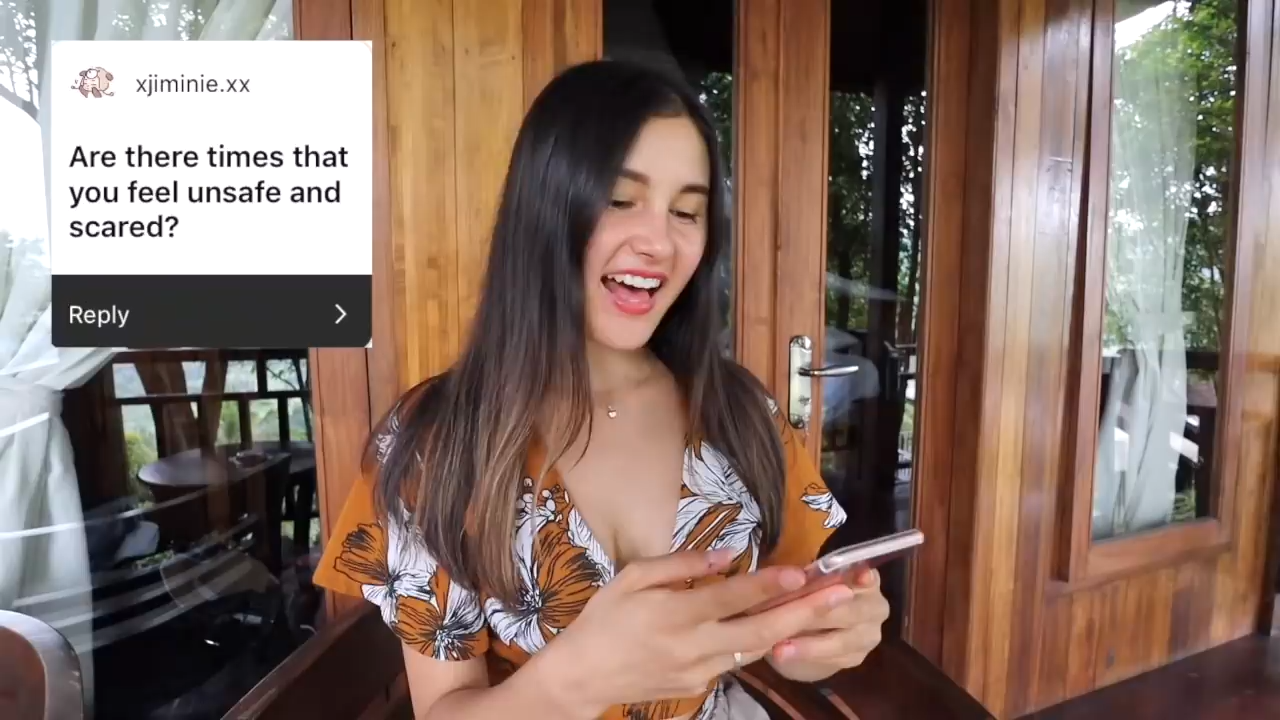 xjiminie.xx
Are there times that
you feel unsafe and
scared?
Reply